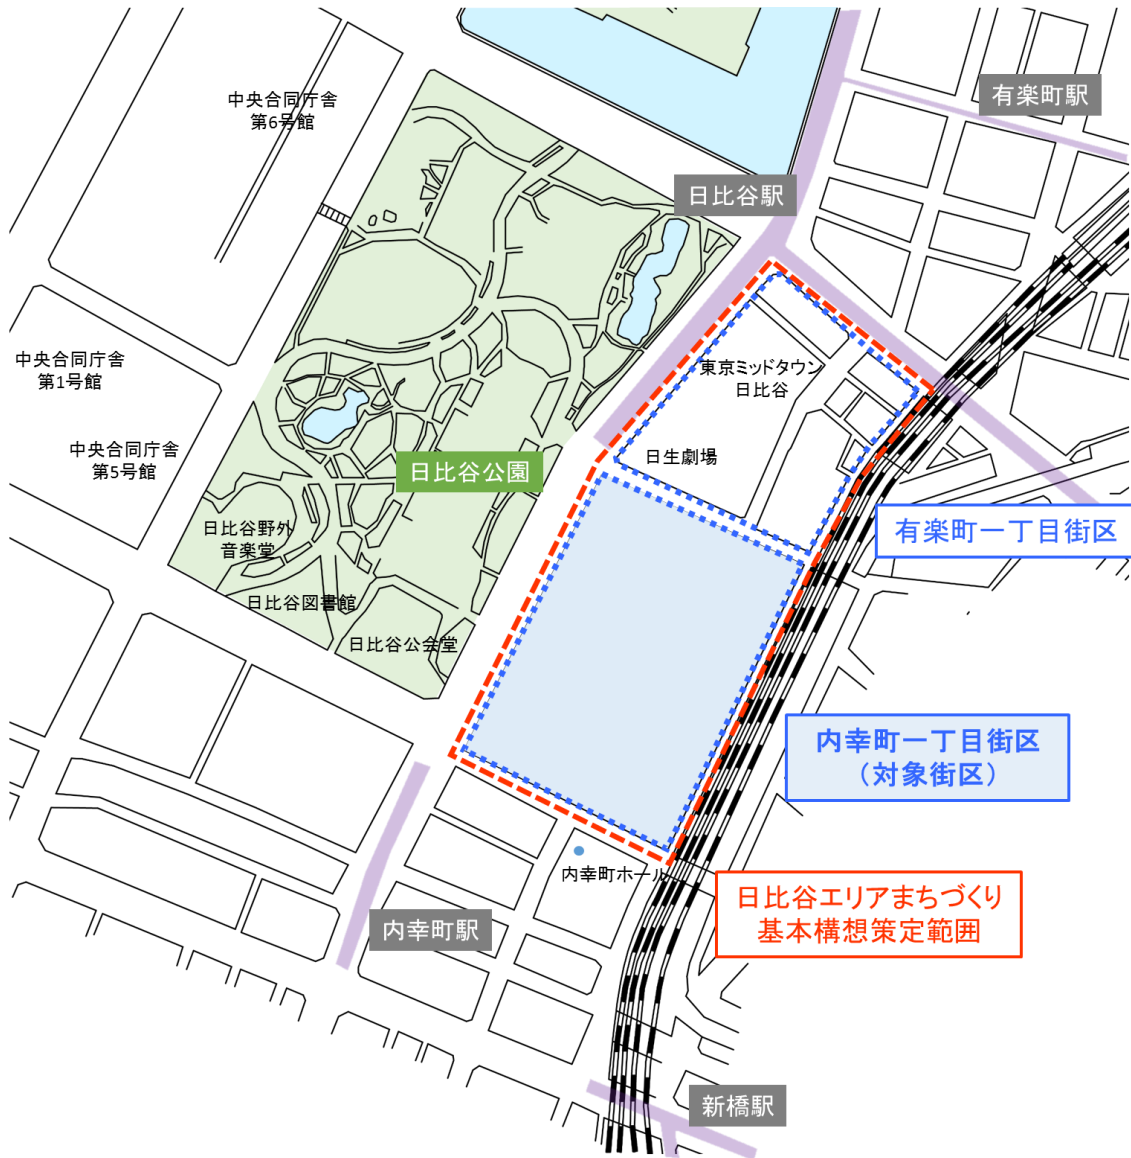 中央合同庁舎
第6号館
有楽町駅
日比谷駅
中央合同庁舎
第1号館
東京ミッドタウン
日比谷
中央合同庁舎
第5号館
日比谷公園
日生劇場
日比谷野外
音楽堂
有楽町一丁目街区
日比谷図書館
日比谷公会堂
内幸町一丁目街区
（対象街区）
内幸町ホール
日比谷エリアまちづくり
基本構想策定範囲
内幸町駅
新橋駅